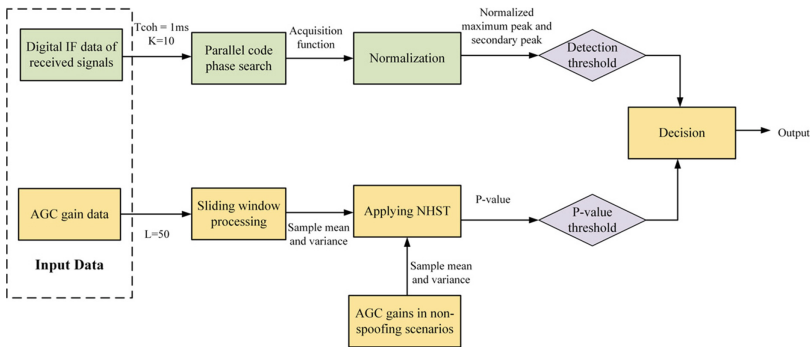 Digital IF data of
received signals
Tcoh = 1ms
K=10
Parallel code
phase search
Acquisition
function
Normalization
Normalized
maximum peak and
secondary peak
Detection
threshold
Decision
Output
AGC gain data
L=50
Sliding window
processing
Sample mean
and variance
Applying NHST
P-value
P-value
threshold
Input Data
Sample mean
and variance
AGC gains in non-
spoofing scenarios